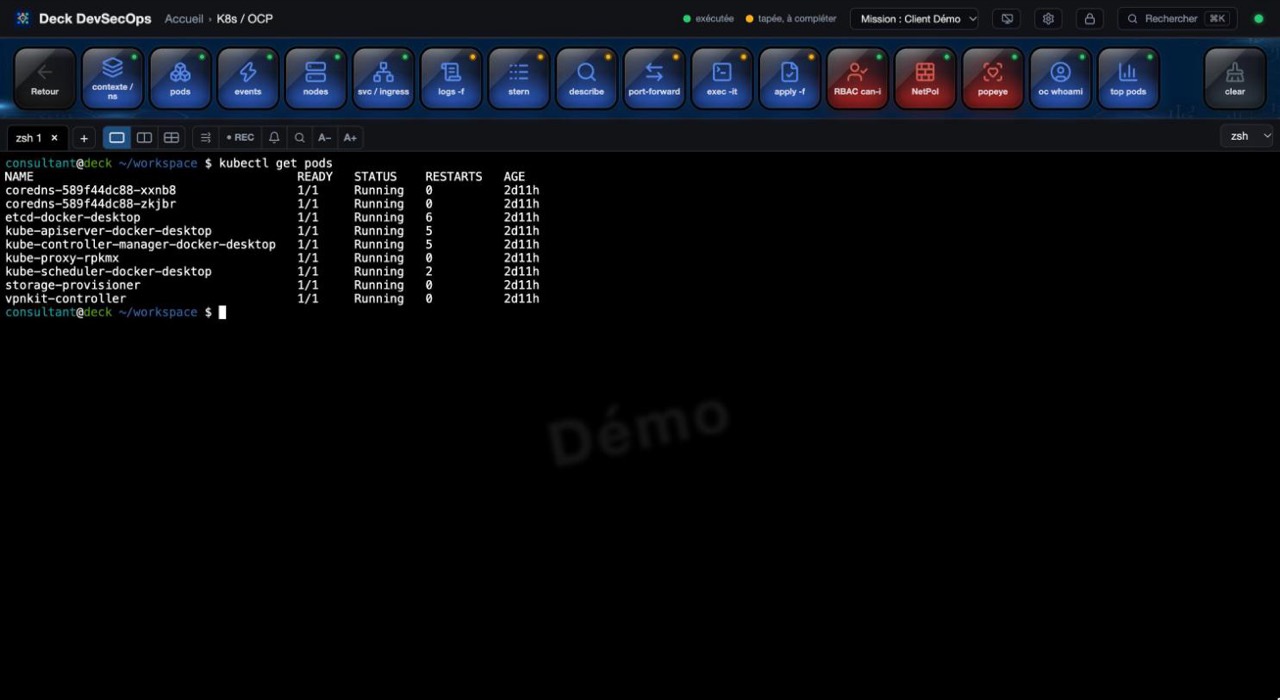 Deck DevSecOps Accueil › K8s / OCP exécutée tapée, à compléter Mission : Client Démo Rechercher ⌘K
Retour contexte / ns pods events nodes svc / ingress logs -f stern describe port-forward exec -it apply -f RBAC can-i NetPol popeye oc whoami top pods clear
zsh 1 × + REC A− A+ zsh
consultant@deck ~/workspace $ kubectl get pods
NAME READY STATUS RESTARTS AGE
coredns-589f44dc88-xxnb8 1/1 Running 0 2d11h
coredns-589f44dc88-zkjbr 1/1 Running 0 2d11h
etcd-docker-desktop 1/1 Running 6 2d11h
kube-apiserver-docker-desktop 1/1 Running 5 2d11h
kube-controller-manager-docker-desktop 1/1 Running 5 2d11h
kube-proxy-rpkmx 1/1 Running 0 2d11h
kube-scheduler-docker-desktop 1/1 Running 2 2d11h
storage-provisioner 1/1 Running 0 2d11h
vpnkit-controller 1/1 Running 0 2d11h
consultant@deck ~/workspace $
Démo